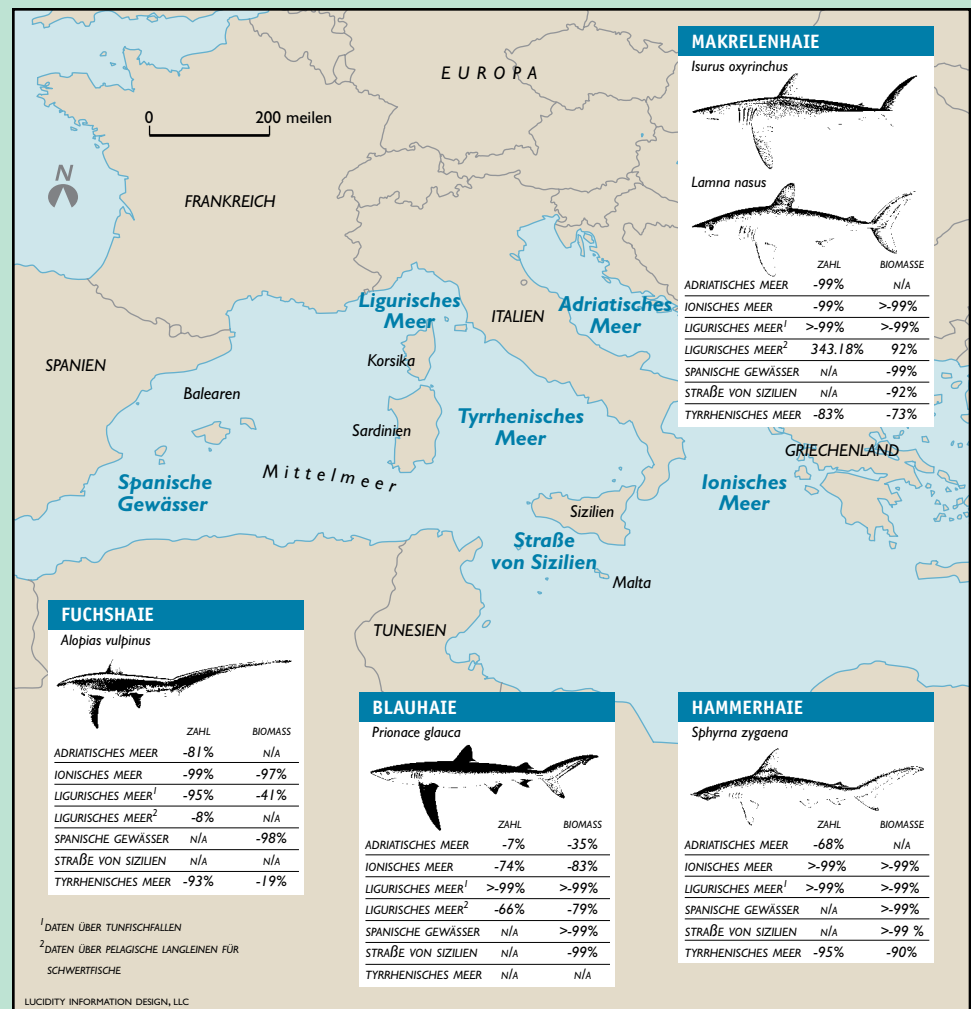 EUROPA
0 200 meilen
N
FRANKREICH
Ligurisches
Meer
ITALIEN
Adriatisches
Meer
SPANIEN
Korsika
Balearen
Sardinien
Tyrrhenisches
Meer
Mittelmeer
Spanische
Gewässer
GRIECHENLAND
Ionisches
Meer
Sizilien
Straße
von Sizilien
Malta
TUNESIEN
MAKRELENHAIE
Isurus oxyrinchus
Lamna nasus
ZAHL BIOMASSE
ADRIATISCHES MEER -99% N/A
IONISCHES MEER -99% >-99%
LIGURISCHES MEER¹ >-99% >-99%
LIGURISCHES MEER² 343.18% 92%
SPANISCHE GEWÄSSER N/A -99%
STRAßE VON SIZILIEN N/A -92%
TYRRHENISCHES MEER -83% -73%
FUCHSHAIE
Alopias vulpinus
ZAHL BIOMASS
ADRIATISCHES MEER -81% N/A
IONISCHES MEER -99% -97%
LIGURISCHES MEER¹ -95% -41%
LIGURISCHES MEER² -8%
SPANISCHE GEWÄSSER N/A -98%
STRAßE VON SIZILIEN N/A N/A
TYRRHENISCHES MEER -93% -19%
BLAUHAIE
Prionace glauca
ZAHL BIOMASS
ADRIATISCHES MEER -7% -35%
IONISCHES MEER -74% -83%
LIGURISCHES MEER¹ >-99% >-99%
LIGURISCHES MEER² -66% -79%
SPANISCHE GEWÄSSER N/A >-99%
STRAßE VON SIZILIEN N/A -99%
TYRRHENISCHES MEER N/A N/A
HAMMERHAIE
Sphyrna zygaena
ZAHL BIOMASSE
ADRIATISCHES MEER -68% N/A
IONISCHES MEER >-99% >-99%
LIGURISCHES MEER¹ >-99% >-99%
SPANISCHE GEWÄSSER N/A >-99%
STRAßE VON SIZILIEN N/A >-99 %
TYRRHENISCHES MEER -95% -90%
¹DATEN ÜBER TUNFISCHFALLEN
²DATEN ÜBER PELAGISCHE LANGLEINEN FÜR
SCHWERTFISCHE
LUCIDITY INFORMATION DESIGN, LLC